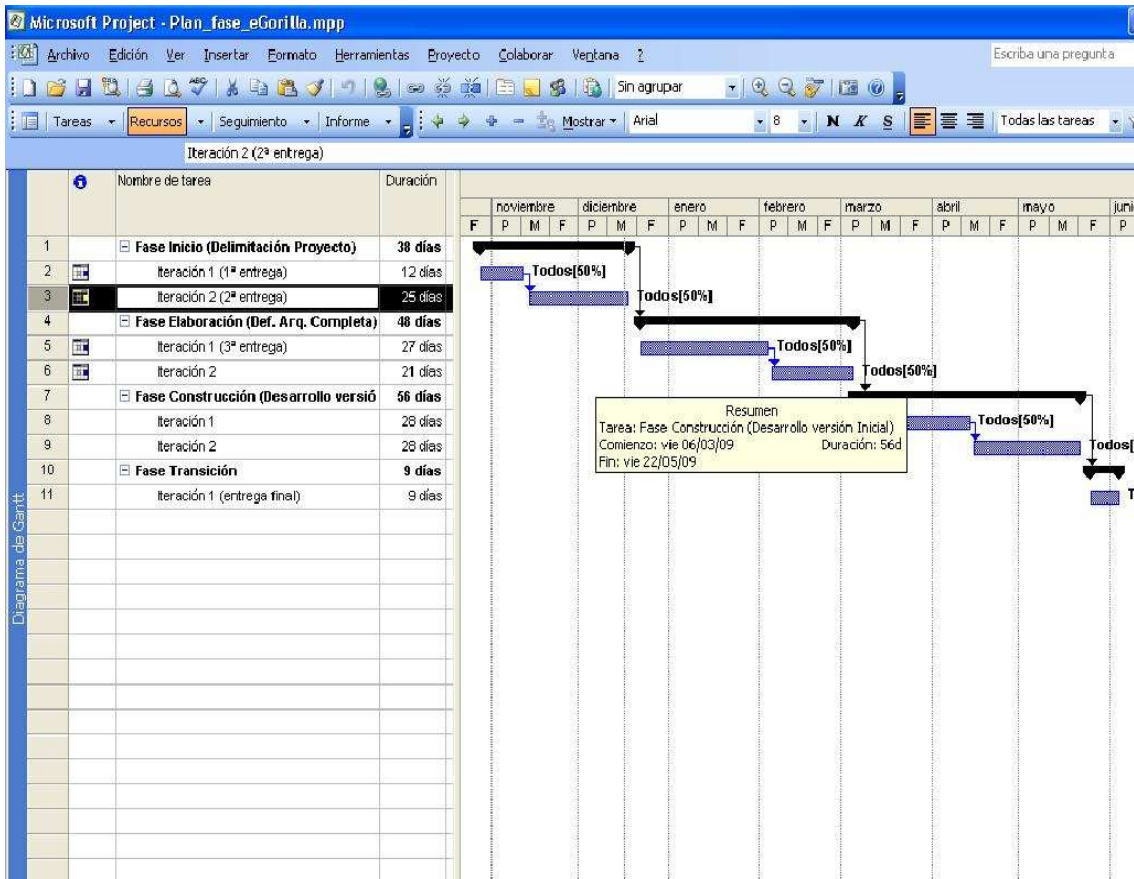 Microsoft Project - Plan_fase_eGorilla.mpp
Archivo Edición Ver Insertar Formato Herramientas Proyecto Colaborar Ventana ? Escriba una pregunta
Sin agrupar
Tareas Recursos Seguimiento Informe Mostrar Arial 8 N K S Todas las tareas
Iteración 2 (2ª entrega)
Nombre de tarea Duración
noviembre diciembre enero febrero marzo abril mayo juni
F P M F P M F P M F P M F P M F P M F P M F P
1 Fase Inicio (Delimitación Proyecto) 38 días
2 Iteración 1 (1ª entrega) 12 días Todos[50%]
3 Iteración 2 (2ª entrega) 25 días Todos[50%]
4 Fase Elaboración (Def. Arq. Completa) 48 días
5 Iteración 1 (3ª entrega) 27 días Todos[50%]
6 Iteración 2 21 días Todos[50%]
7 Fase Construcción (Desarrollo versió 56 días
8 Iteración 1 28 días Todos[50%]
9 Iteración 2 28 días Todos[
10 Fase Transición 9 días
11 Iteración 1 (entrega final) 9 días T
Resumen
Tarea: Fase Construcción (Desarrollo versión Inicial)
Comienzo: vie 06/03/09 Duración: 56d
Fin: vie 22/05/09
Diagrama de Gantt